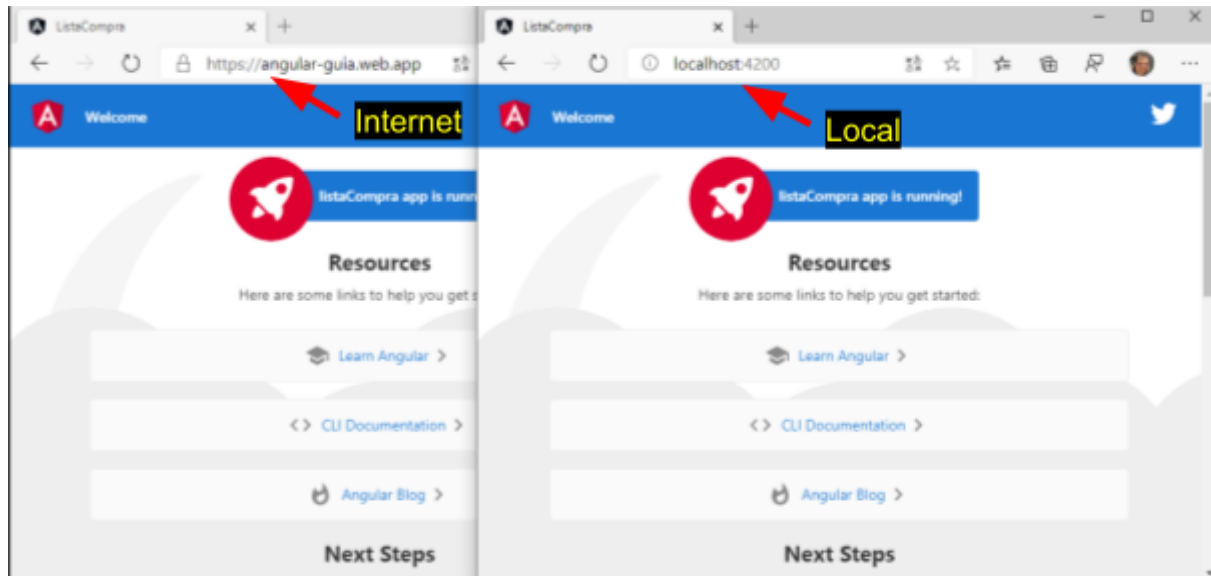 ListaCompra
https://angular-guia.web.app
Internet
A Welcome
listaCompra app is runn
Resources
Here are some links to help you get s
Learn Angular
CLI Documentation
Angular Blog
Next Steps
ListaCompra
localhost:4200
Local
A Welcome
listaCompra app is running!
Resources
Here are some links to help you get started:
Learn Angular
CLI Documentation
Angular Blog
Next Steps